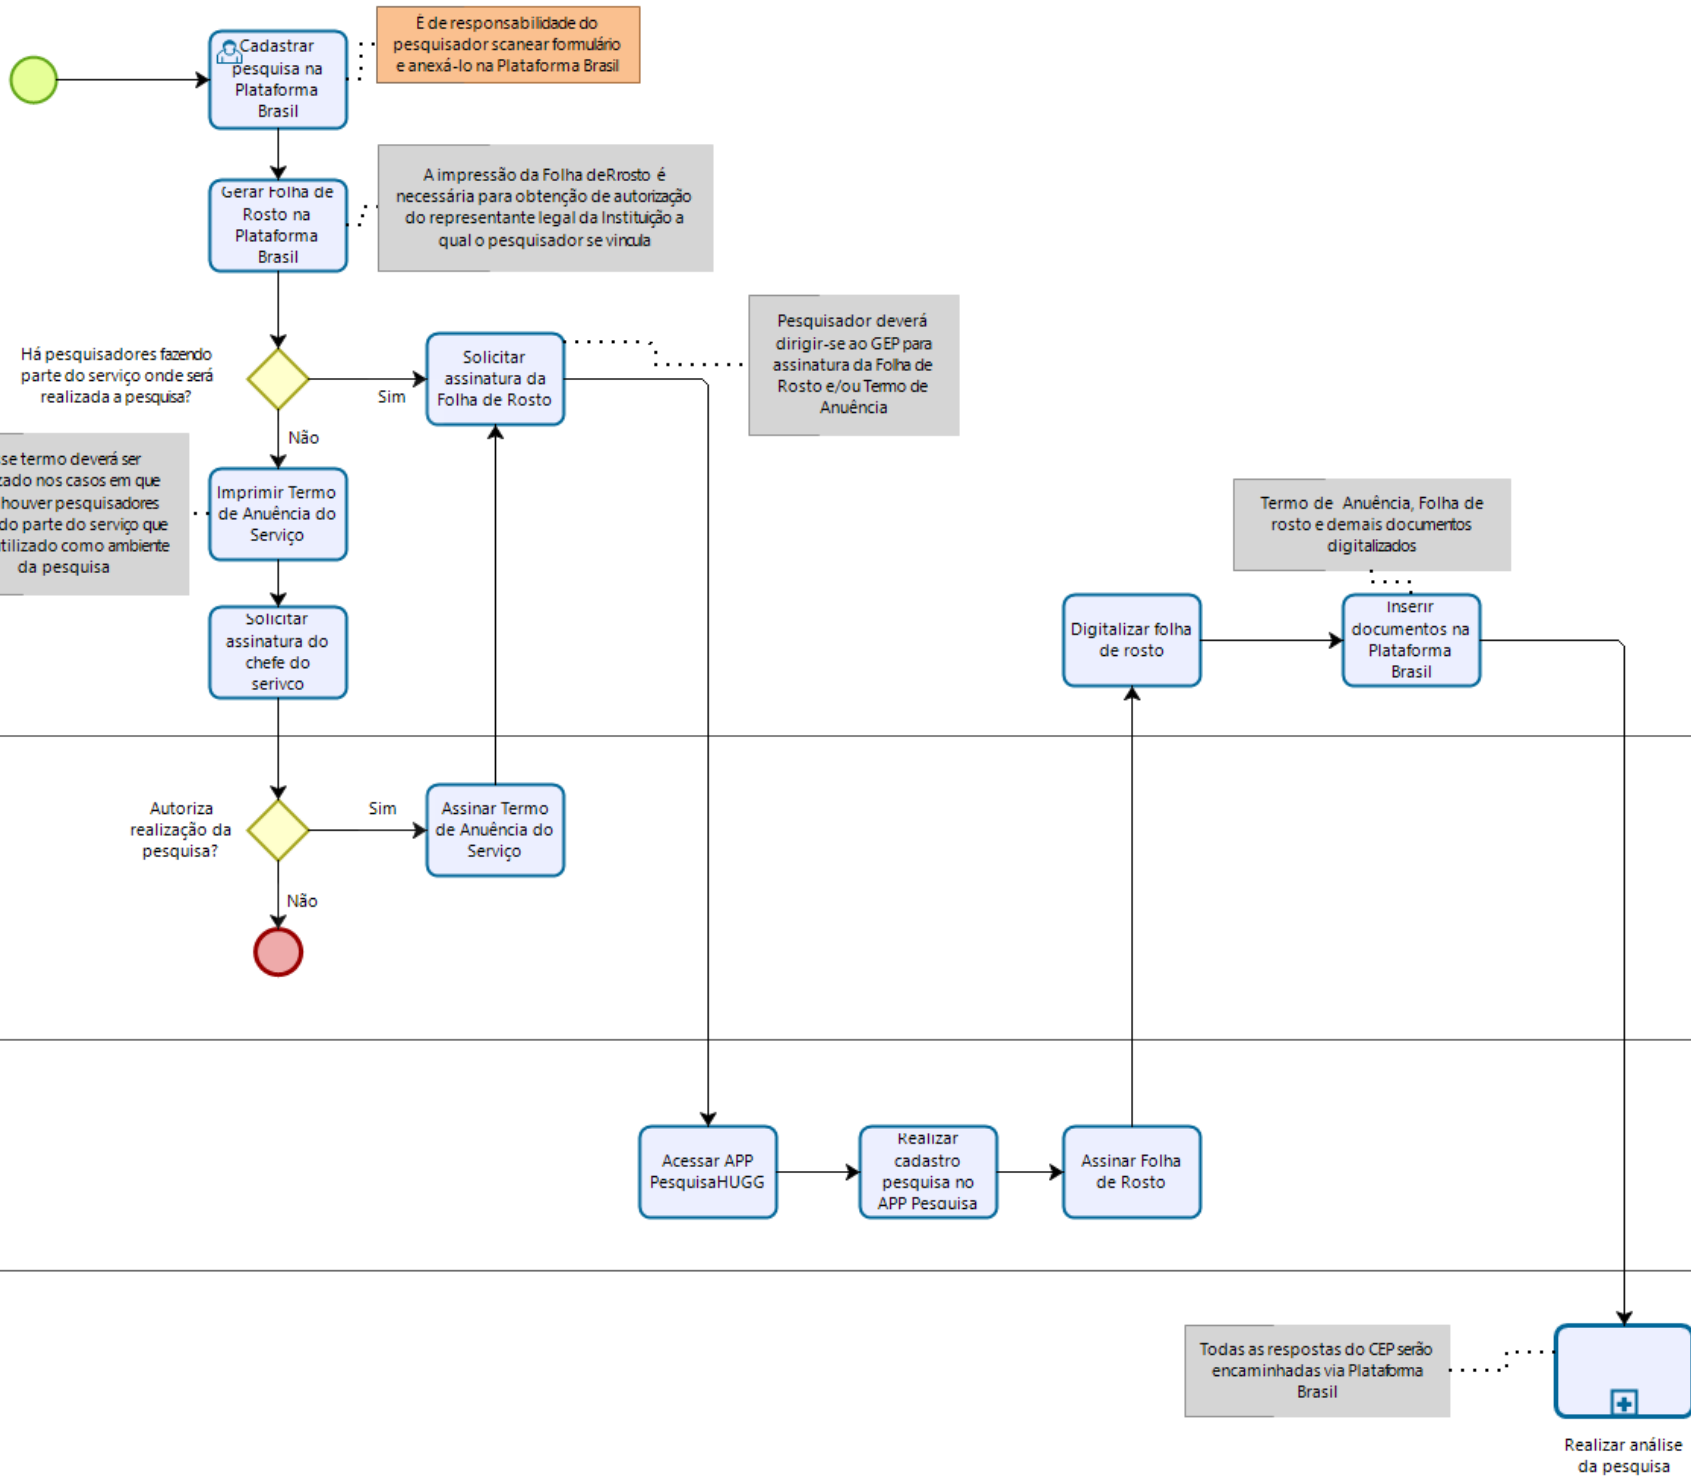 Cadastrar
pesquisa na
Plataforma
Brasil
É de responsabilidade do
pesquisador scanear formulário
e anexá-lo na Plataforma Brasil
Gerar Folha de
Rosto na
Plataforma
Brasil
A impressão da Folha deRrosto é
necessária para obtenção de autorização
do representante legal da Instituição a
qual o pesquisador se vincula
Há pesquisadores fazendo
parte do serviço onde será
realizada a pesquisa?
Sim
Não
Solicitar
assinatura da
Folha de Rosto
Pesquisador deverá
dirigir-se ao GEP para
assinatura da Folha de
Rosto e/ou Termo de
Anuência
se termo deverá ser
zado nos casos em que
houver pesquisadores
do parte do serviço que
tilizado como ambiente
da pesquisa
Imprimir Termo
de Anuência do
Serviço
Solicitar
assinatura do
chefe do
serivco
Termo de Anuência, Folha de
rosto e demais documentos
digitalizados
Digitalizar folha
de rosto
Inserir
documentos na
Plataforma
Brasil
Autoriza
realização da
pesquisa?
Sim
Não
Assinar Termo
de Anuência do
Serviço
Acessar APP
PesquisaHUGG
Realizar
cadastro
pesquisa no
APP Pesquisa
Assinar Folha
de Rosto
Todas as respostas do CEP serão
encaminhadas via Plataforma
Brasil
Realizar análise
da pesquisa